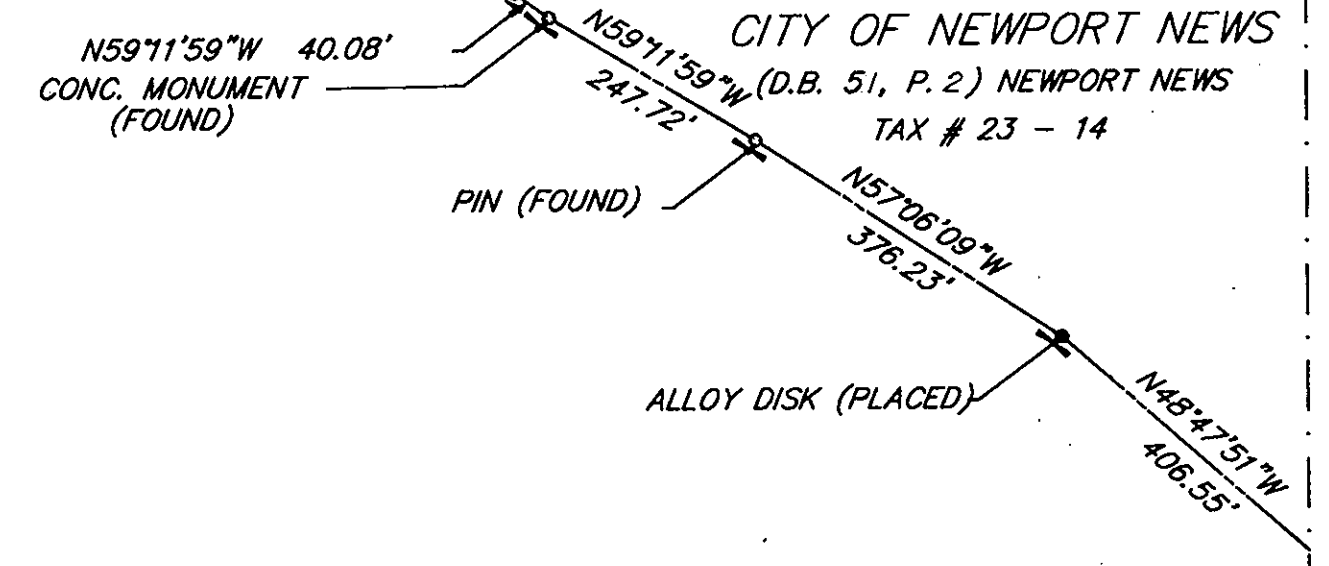 N59°11'59"W 40.08'
CONC. MONUMENT
(FOUND)
N59°11'59"W
247.72'
CITY OF NEWPORT NEWS
(D.B. 51, P. 2) NEWPORT NEWS
TAX # 23 - 14
PIN (FOUND)
N57°06'09"W
376.23'
ALLOY DISK (PLACED)
N48°47'51"W
406.55'